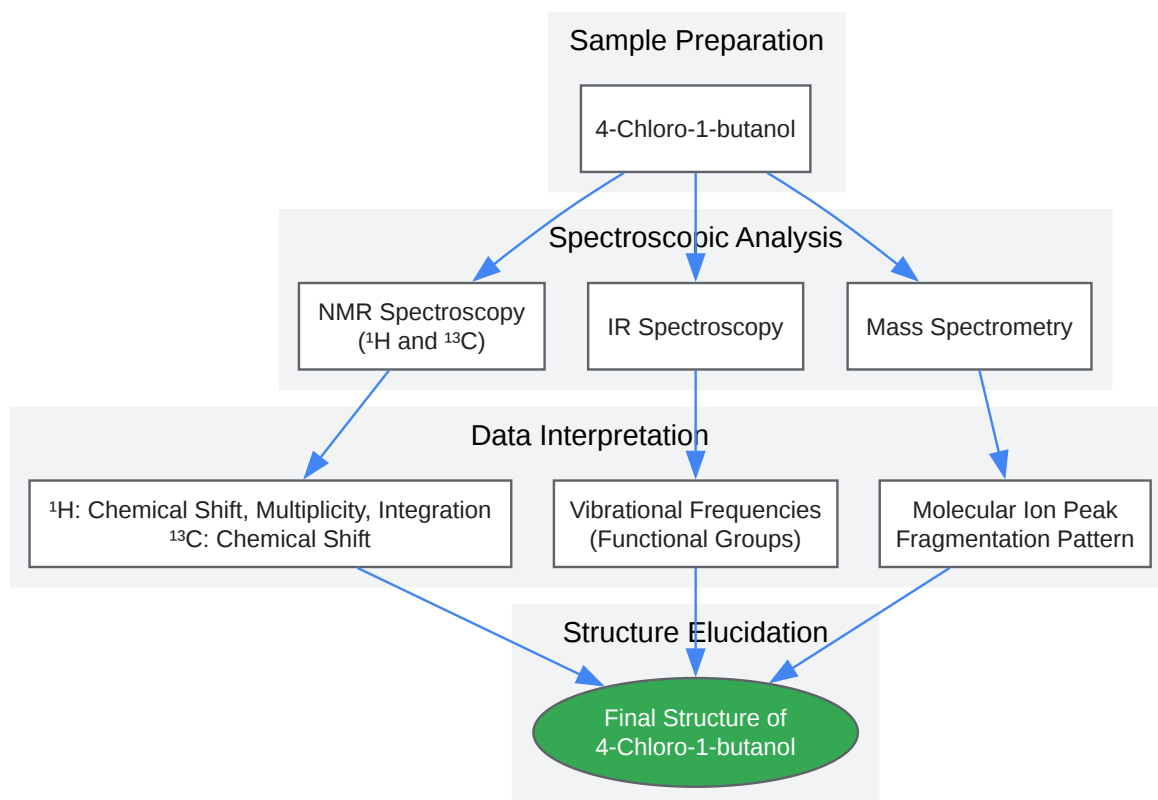 Sample Preparation
4-Chloro-1-butanol
Spectroscopic Analysis
NMR Spectroscopy
(¹H and ¹³C)
IR Spectroscopy
Mass Spectrometry
Data Interpretation
¹H: Chemical Shift, Multiplicity, Integration
¹³C: Chemical Shift
Vibrational Frequencies
(Functional Groups)
Molecular Ion Peak
Fragmentation Pattern
Structure Elucidation
Final Structure of
4-Chloro-1-butanol